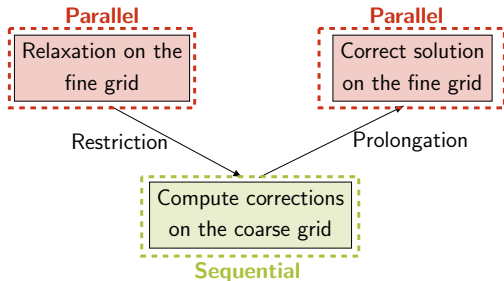 Parallel
Relaxation on the
fine grid
Parallel
Correct solution
on the fine grid
Restriction
Prolongation
Compute corrections
on the coarse grid
Sequential